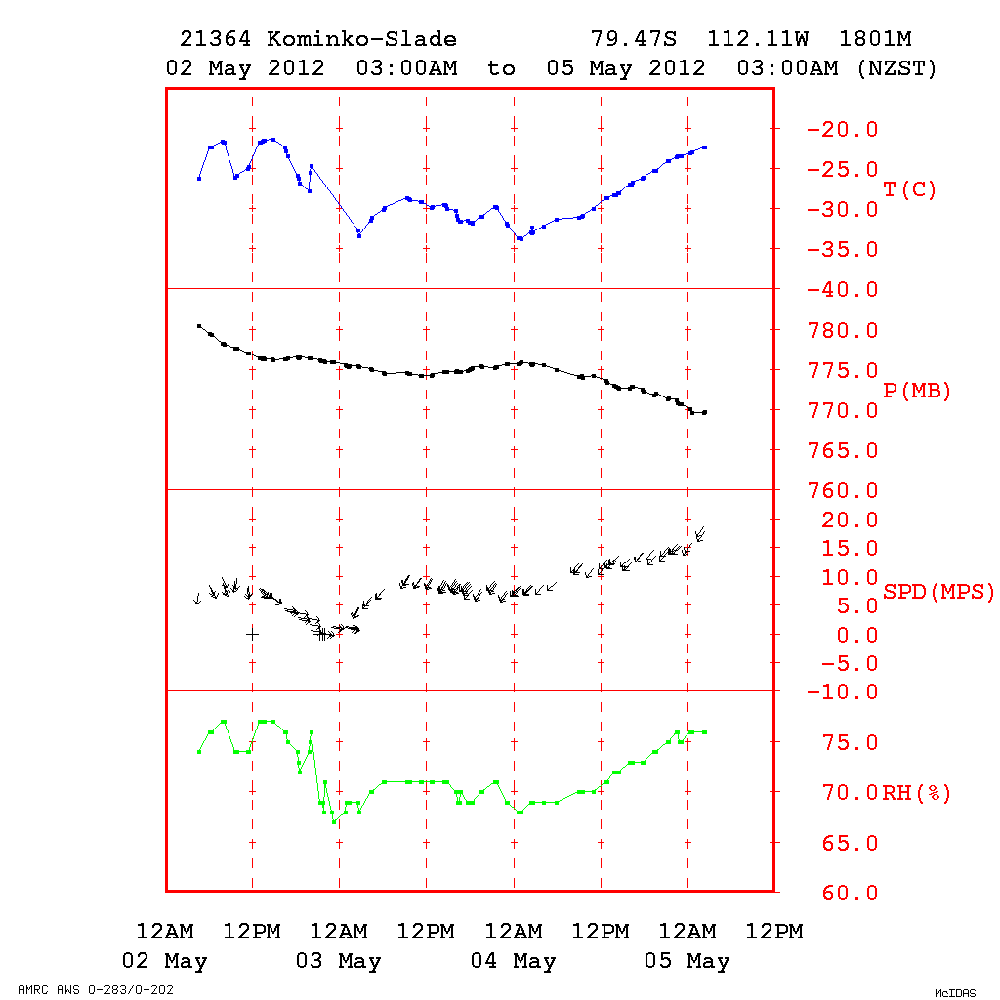 21364 Kominko-Slade 79.47S 112.11W 1801M
02 May 2012 03:00AM to 05 May 2012 03:00AM (NZST)
-20.0
-25.0
T(C)
-30.0
-35.0
-40.0
780.0
775.0
P(MB)
770.0
765.0
760.0
20.0
15.0
10.0
SPD(MPS)
5.0
0.0
-5.0
-10.0
75.0
70.0 RH(%)
65.0
60.0
12AM 12PM 12AM 12PM 12AM 12PM 12AM 12PM
02 May 03 May 04 May 05 May
AMRC AWS 0-283/0-202
McIDAS